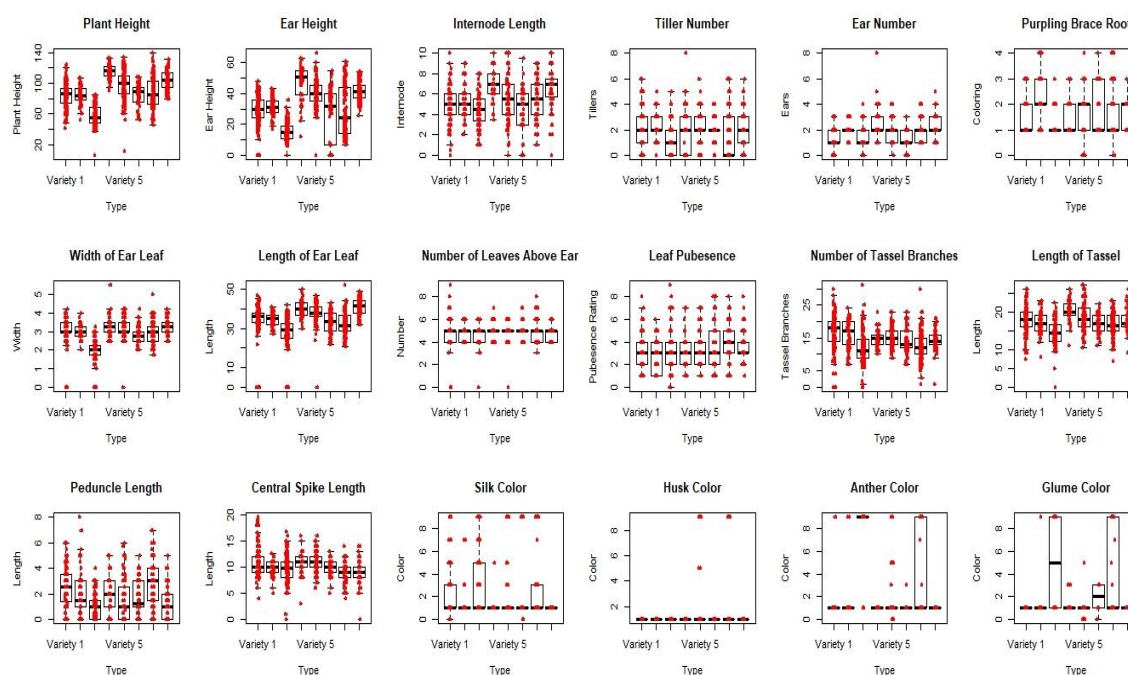 Plant Height
Plant Height
20 60 100 140
Variety 1 Variety 5
Type
Ear Height
Ear Height
0 20 40 60
Variety 1 Variety 5
Type
Internode Length
Internode
0 2 4 6 8 10
Variety 1 Variety 5
Type
Tiller Number
Tillers
0 2 4 6 8
Variety 1 Variety 5
Type
Ear Number
Ears
0 2 4 6 8
Variety 1 Variety 5
Type
Purpling Brace Root
Coloring
0 1 2 3 4
Variety 1 Variety 5
Type
Width of Ear Leaf
Width
0 1 2 3 4 5
Variety 1 Variety 5
Type
Length of Ear Leaf
Length
0 10 30 50
Variety 1 Variety 5
Type
Number of Leaves Above Ear
Number
0 2 4 6 8
Variety 1 Variety 5
Type
Leaf Pubesence
Pubesence Rating
0 2 4 6 8
Variety 1 Variety 5
Type
Number of Tassel Branches
Tassel Branches
0 5 15 25
Variety 1 Variety 5
Type
Length of Tassel
Length
0 5 10 20
Variety 1 Variety 5
Type
Peduncle Length
Length
0 2 4 6 8
Variety 1 Variety 5
Type
Central Spike Length
Length
0 5 10 15 20
Variety 1 Variety 5
Type
Silk Color
Color
0 2 4 6 8
Variety 1 Variety 5
Type
Husk Color
Color
2 4 6 8
Variety 1 Variety 5
Type
Anther Color
Color
0 2 4 6 8
Variety 1 Variety 5
Type
Glume Color
Color
0 2 4 6 8
Variety 1 Variety 5
Type